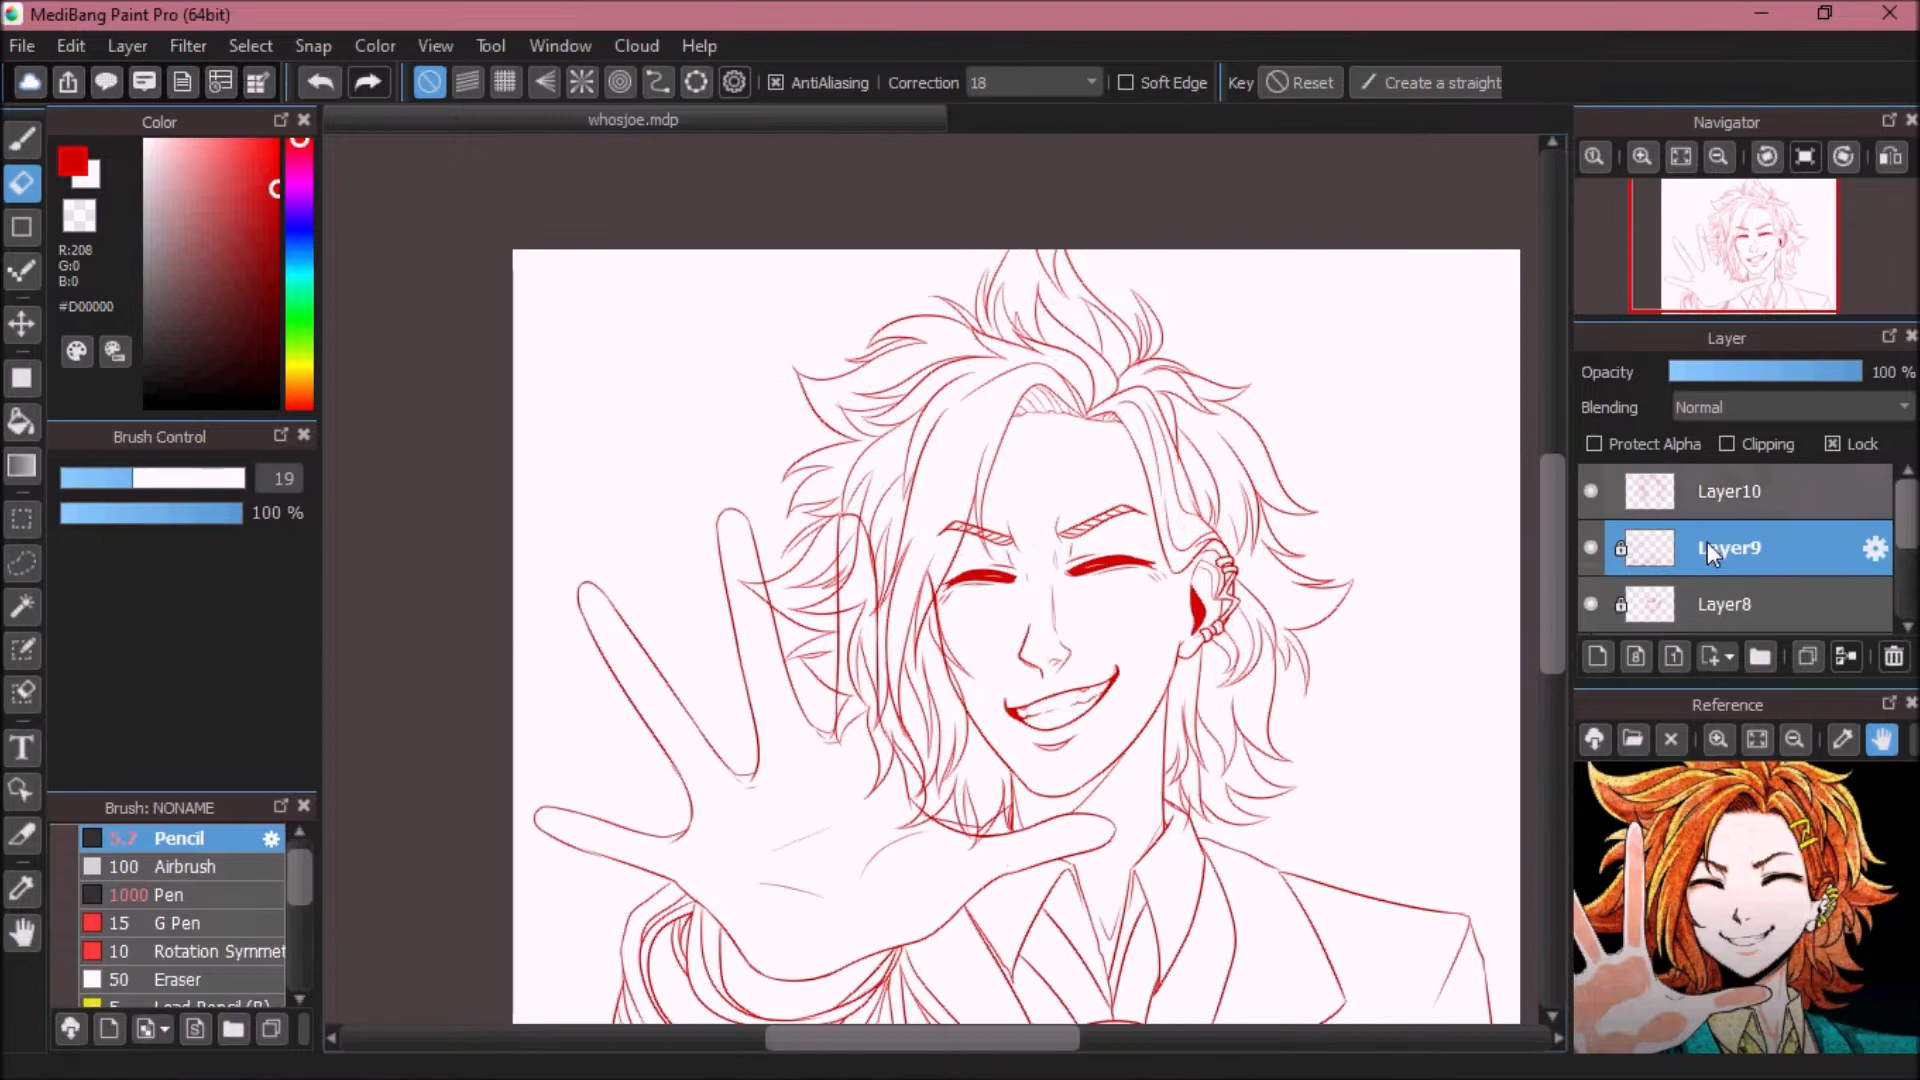 MediBang Paint Pro (64bit)
File Edit Layer Filter Select Snap Color View Tool Window Cloud Help
AntiAliasing Correction 18 Soft Edge Key Reset Create a straight
Color
whosjoe.mdp
Navigator
R:208
G:0
B:0
#D00000
Layer
Opacity 100 %
Blending Normal
Protect Alpha Clipping Lock
Brush Control
19
100 %
Layer10
Layer9
Layer8
Reference
Brush: NONAME
5.7 Pencil
100 Airbrush
1000 Pen
15 G Pen
10 Rotation Symmet
50 Eraser